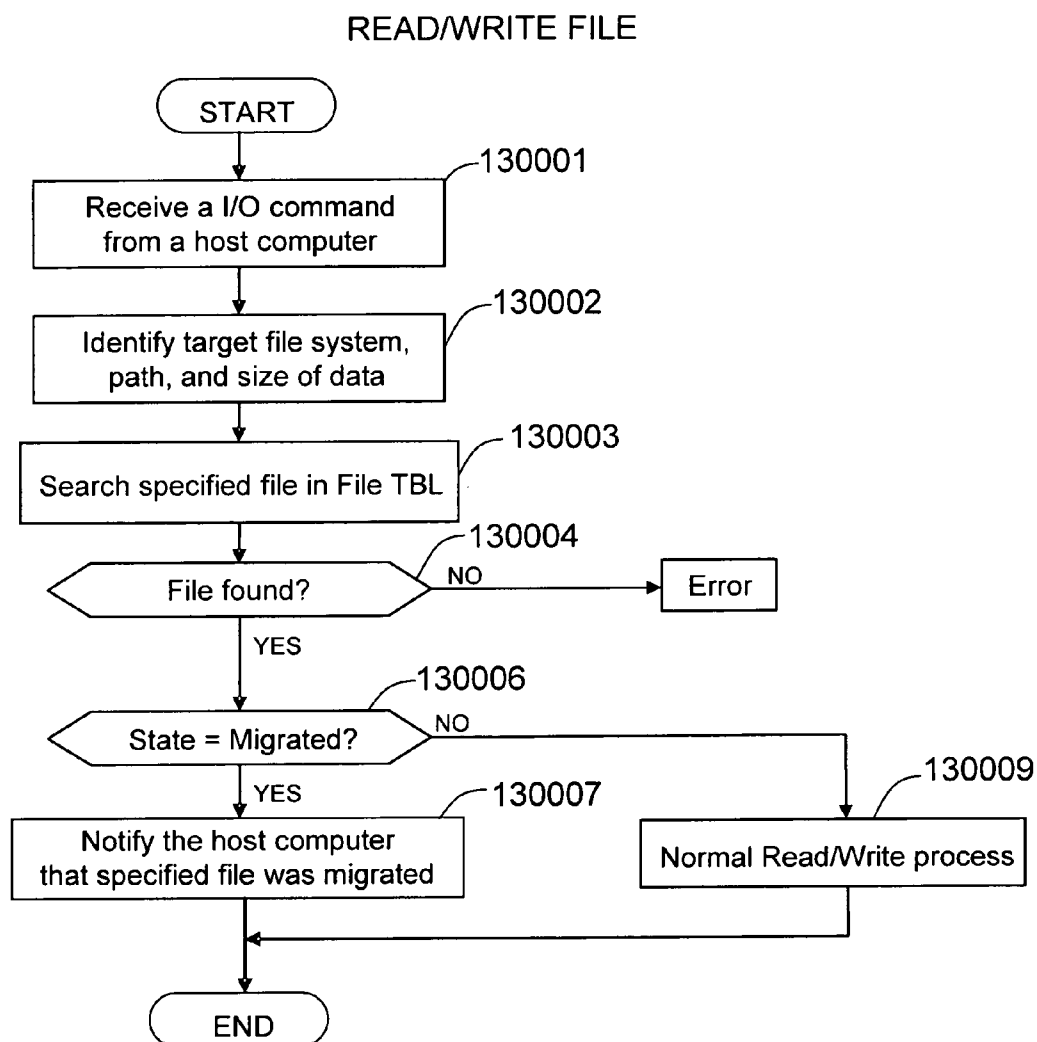 READ/WRITE FILE
START
130001
Receive a I/O command
from a host computer
130002
Identify target file system,
path, and size of data
130003
Search specified file in File TBL
130004
File found?
NO
Error
YES
130006
State = Migrated?
NO
YES
130007
130009
Notify the host computer
that specified file was migrated
Normal Read/Write process
END